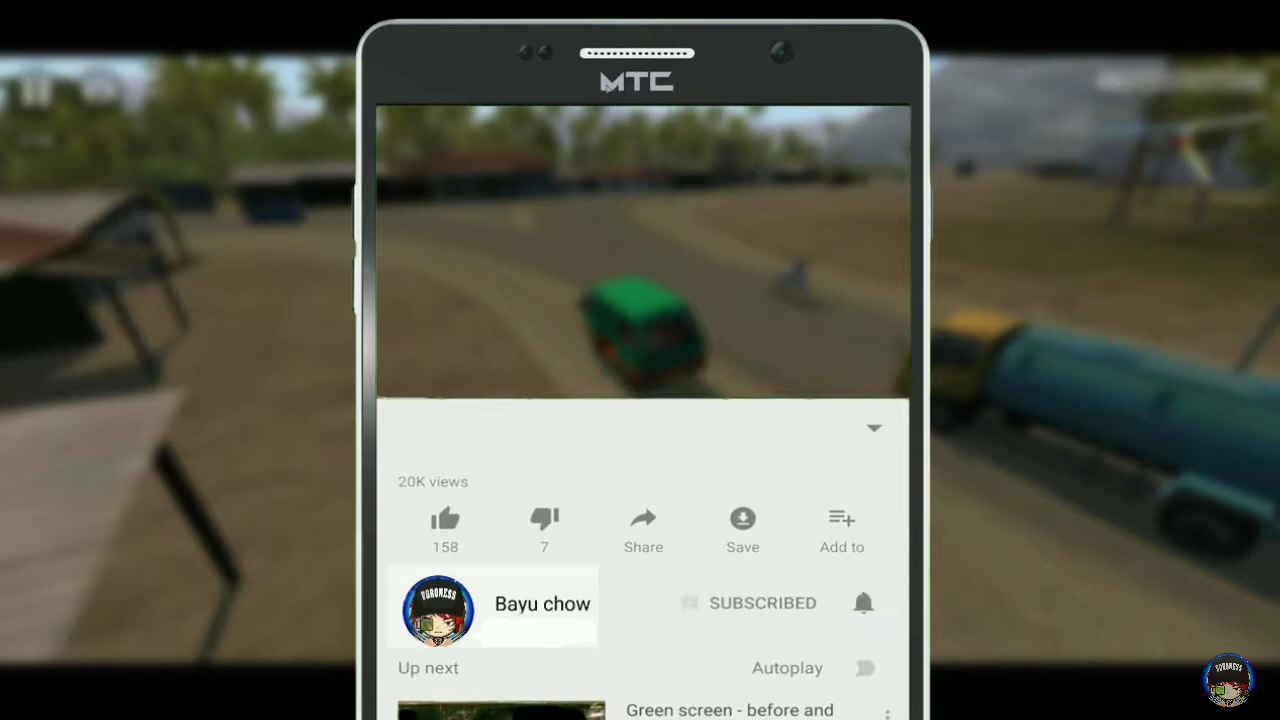 MTC
20K views
158
7
Share
Save
Add to
VORONESS
Bayu chow
SUBSCRIBED
Up next
Autoplay
Green screen - before and